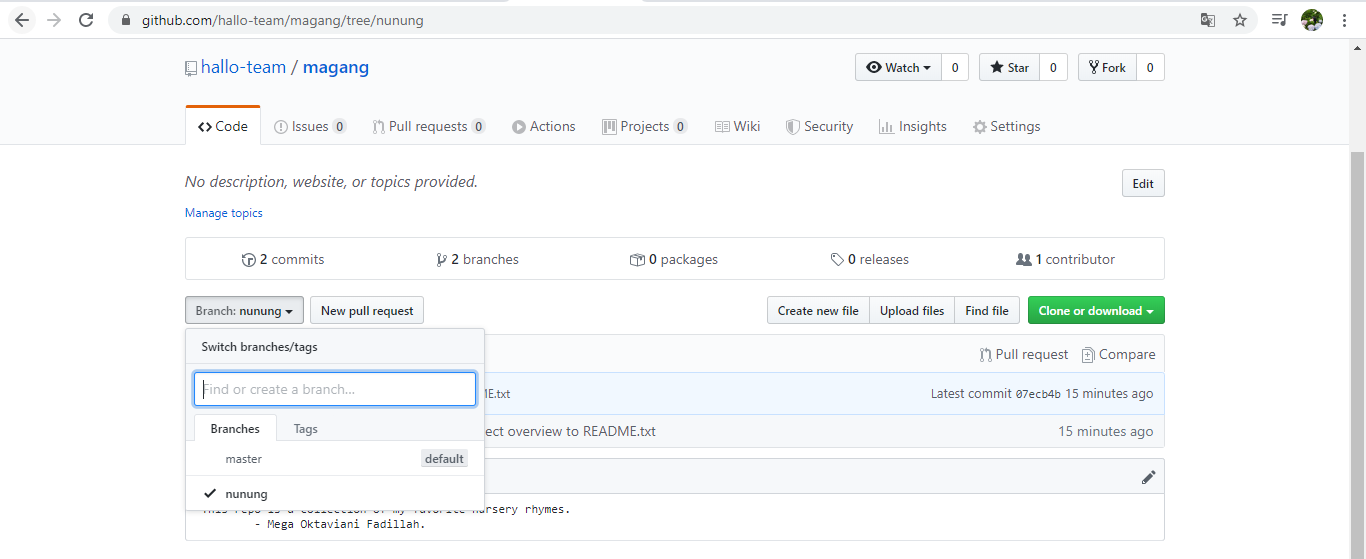 github.com/hallo-team/magang/tree/nunung
hallo-team / magang
Watch 0 Star 0 Fork 0
Code Issues 0 Pull requests 0 Actions Projects 0 Wiki Security Insights Settings
No description, website, or topics provided. Edit
Manage topics
2 commits 2 branches 0 packages 0 releases 1 contributor
Branch: nunung New pull request Create new file Upload files Find file Clone or download
Switch branches/tags
Pull request Compare
Find or create a branch...
ME.txt Latest commit 07ecb4b 15 minutes ago
Branches Tags
ect overview to README.txt 15 minutes ago
master default
nunung
This repo is a collection of my favorite nursery rhymes.
- Mega Oktaviani Fadillah.